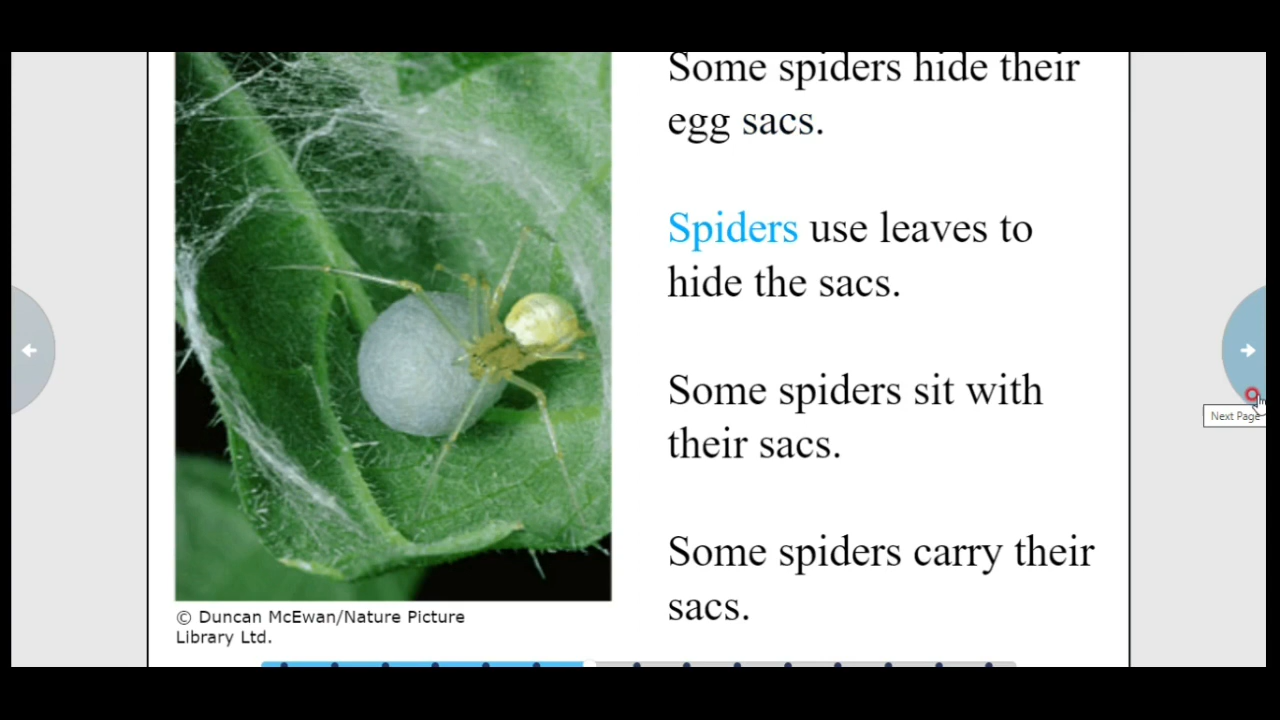 Some spiders hide their
egg sacs.
Spiders use leaves to
hide the sacs.
Some spiders sit with
their sacs.
Some spiders carry their
sacs.
© Duncan McEwan/Nature Picture
Library Ltd.
Next Page